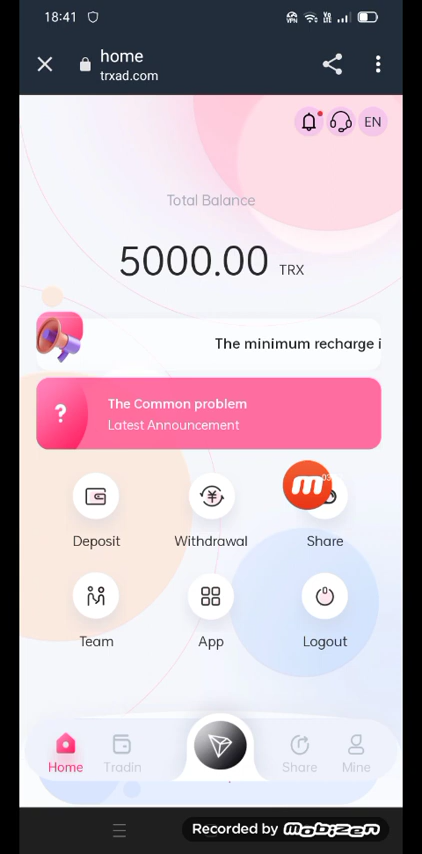 18:41
home
trxad.com
EN
Total Balance
5000.00 TRX
The minimum recharge i
?
The Common problem
Latest Announcement
Deposit
Withdrawal
Share
Team
App
Logout
Home
Tradin
Share
Mine
Recorded by mobizen